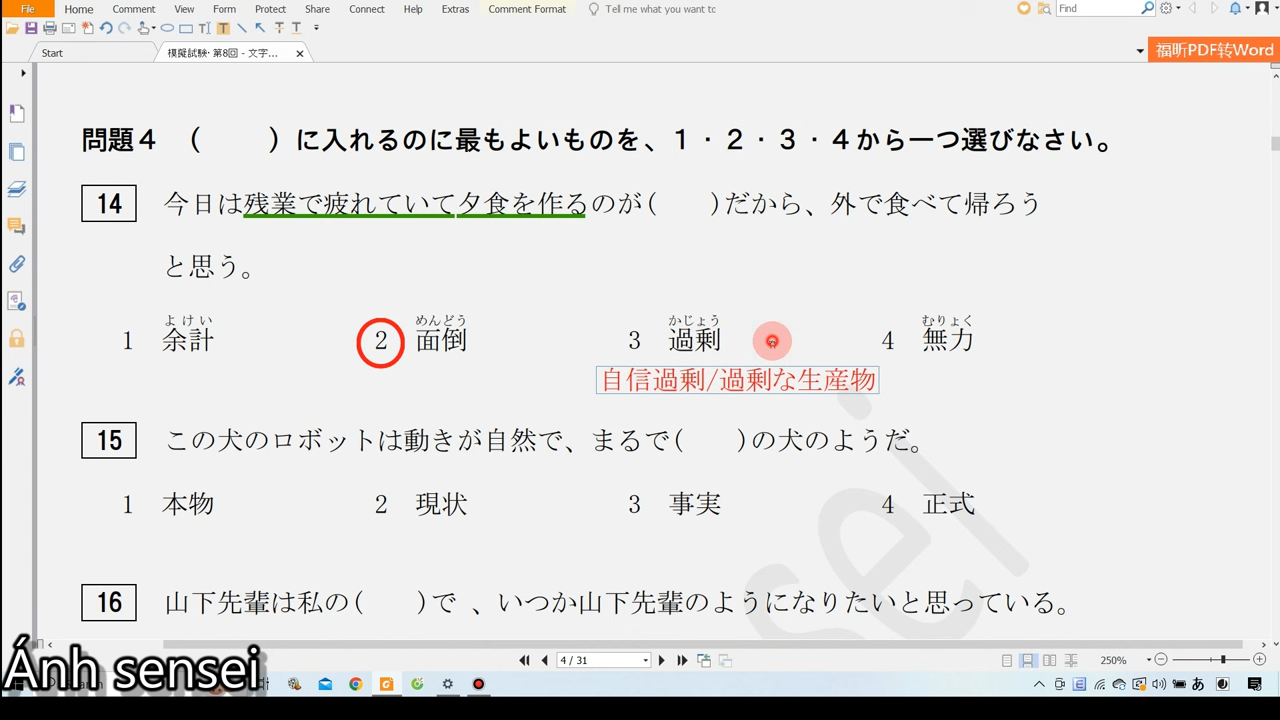 File Home Comment View Form Protect Share Connect Help Extras Comment Format Tell me what you want to Find
Start 模擬試験· 第8回 - 文字... 福昕PDF转Word
問題４ （　　）に入れるのに最もよいものを、１・２・３・４から一つ選びなさい。
14 今日は残業で疲れていて夕食を作るのが(　　)だから、外で食べて帰ろう
と思う。
よけい めんどう かじょう むりょく
1 余計 2 面倒 3 過剰 4 無力
自信過剰/過剰な生産物
15 この犬のロボットは動きが自然で、まるで(　　)の犬のようだ。
1 本物 2 現状 3 事実 4 正式
16 山下先輩は私の(　　)で 、いつか山下先輩のようになりたいと思っている。
sei
4 / 31 250%
Ánh sensei